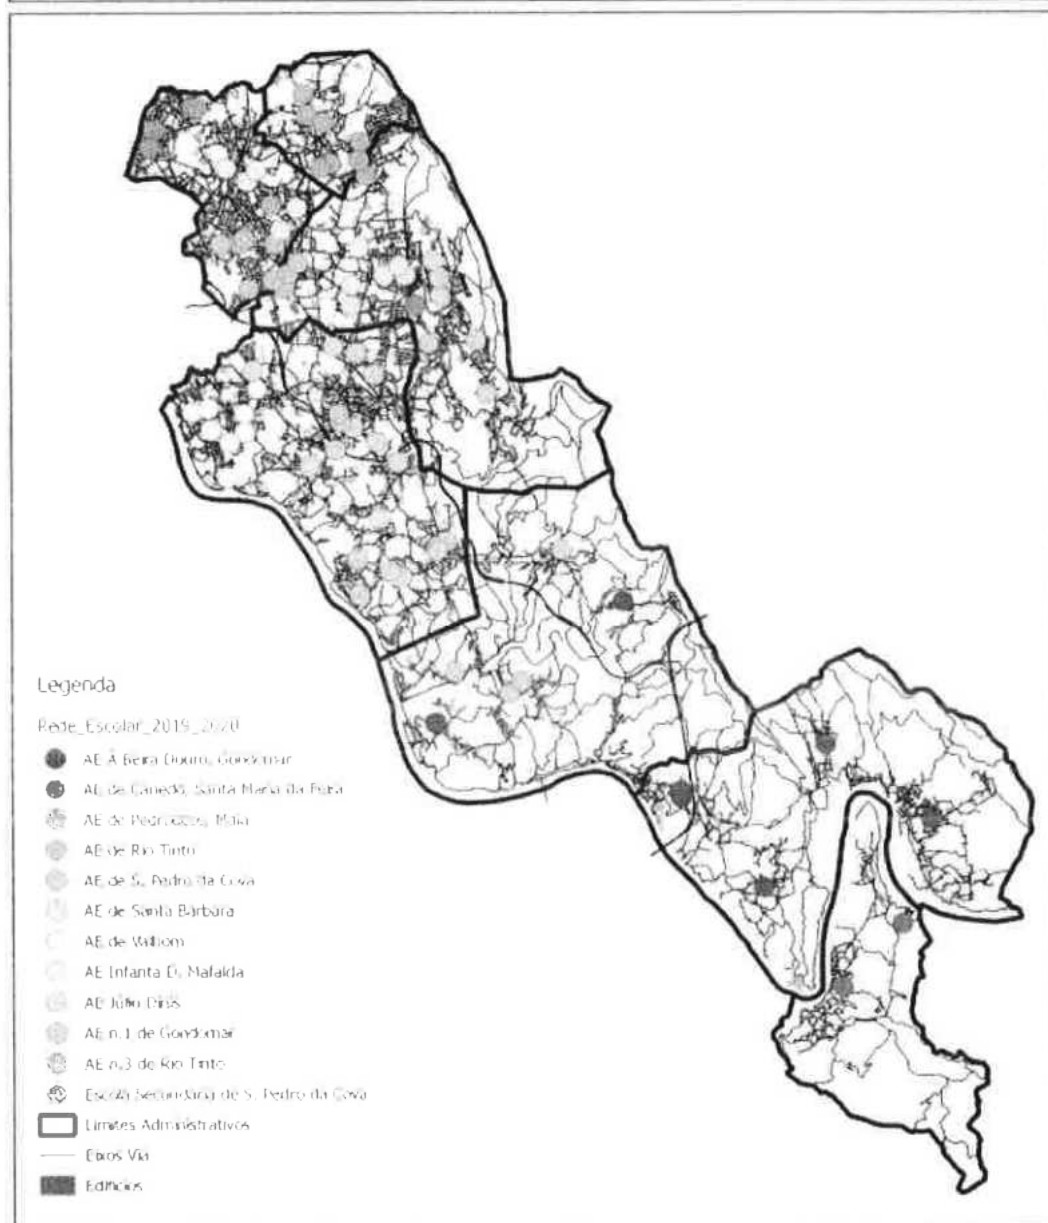 Legenda
Rede_Escolar_2019_2020
AE À Beira Douro, Gondomar
AE de Canedo, Santa Maria da Feira
AE de Pedrouços, Maia
AE de Rio Tinto
AE de S. Pedro da Cova
AE de Santa Bárbara
AE de Valbom
AE Infanta D. Mafalda
AE Júlio Dinis
AE n.1 de Gondomar
AE n.3 de Rio Tinto
Escola Secundária de S. Pedro da Cova
Limites Administrativos
Eixos Via
Edificios